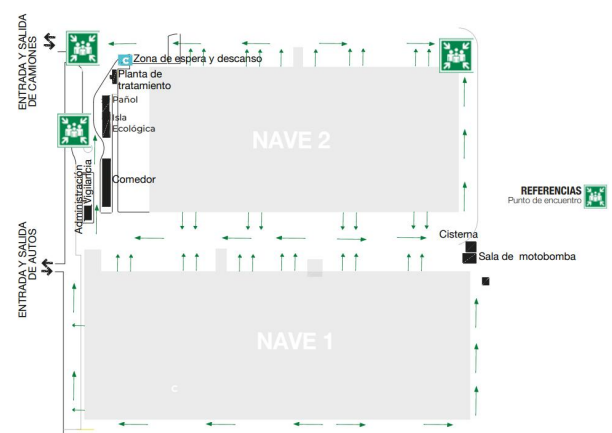 ENTRADA Y SALIDA
DE CAMIONES
C
Zona de espera y descanso
Planta de
tratamiento
Pañol
Isla
Ecológica
NAVE 2
Comedor
Administración
Vigilancia
REFERENCIAS
Punto de encuentro
ENTRADA Y SALIDA
DE AUTOS
Cisterna
Sala de motobomba
NAVE 1
C